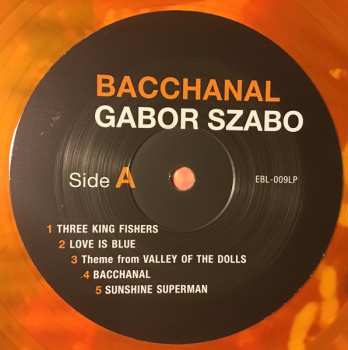 BACCHANAL
GABOR SZABO
Side A
EBL-009LP
1 THREE KING FISHERS
2 LOVE IS BLUE
3 Theme from VALLEY OF THE DOLLS
4 BACCHANAL
5 SUNSHINE SUPERMAN